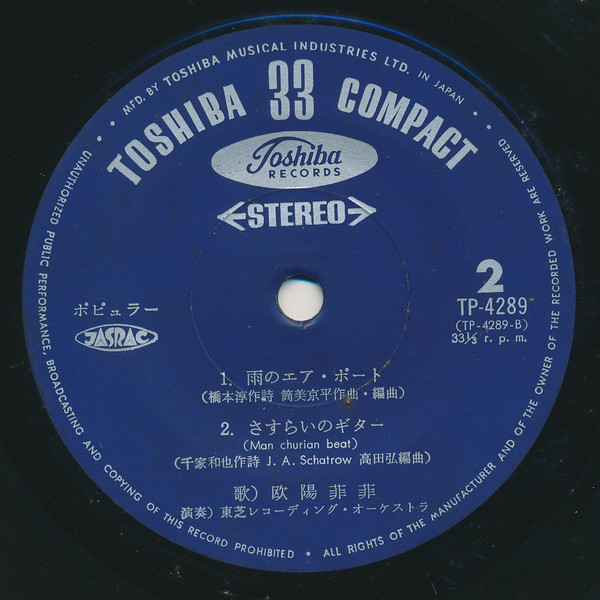 MFD. BY TOSHIBA MUSICAL INDUSTRIES LTD. IN JAPAN
TOSHIBA 33 COMPACT
Toshiba
RECORDS
STEREO
2
TP-4289
(TP-4289-B)
33⅓ r. p. m.
ポピュラー
JASRAC
1. 雨のエア・ポート
(橋本淳作詩 筒美京平作曲・編曲)
2. さすらいのギター
(Man churian beat)
(千家和也作詩 J. A. Schatrow 高田弘編曲)
歌) 欧陽菲菲
演奏) 東芝レコーディング・オーケストラ
UNAUTHORIZED PUBLIC PERFORMANCE, BROADCASTING AND COPYING OF THIS RECORD PROHIBITED • ALL RIGHTS OF THE MANUFACTURER AND OF THE OWNER OF THE RECORDED WORK ARE RESERVED